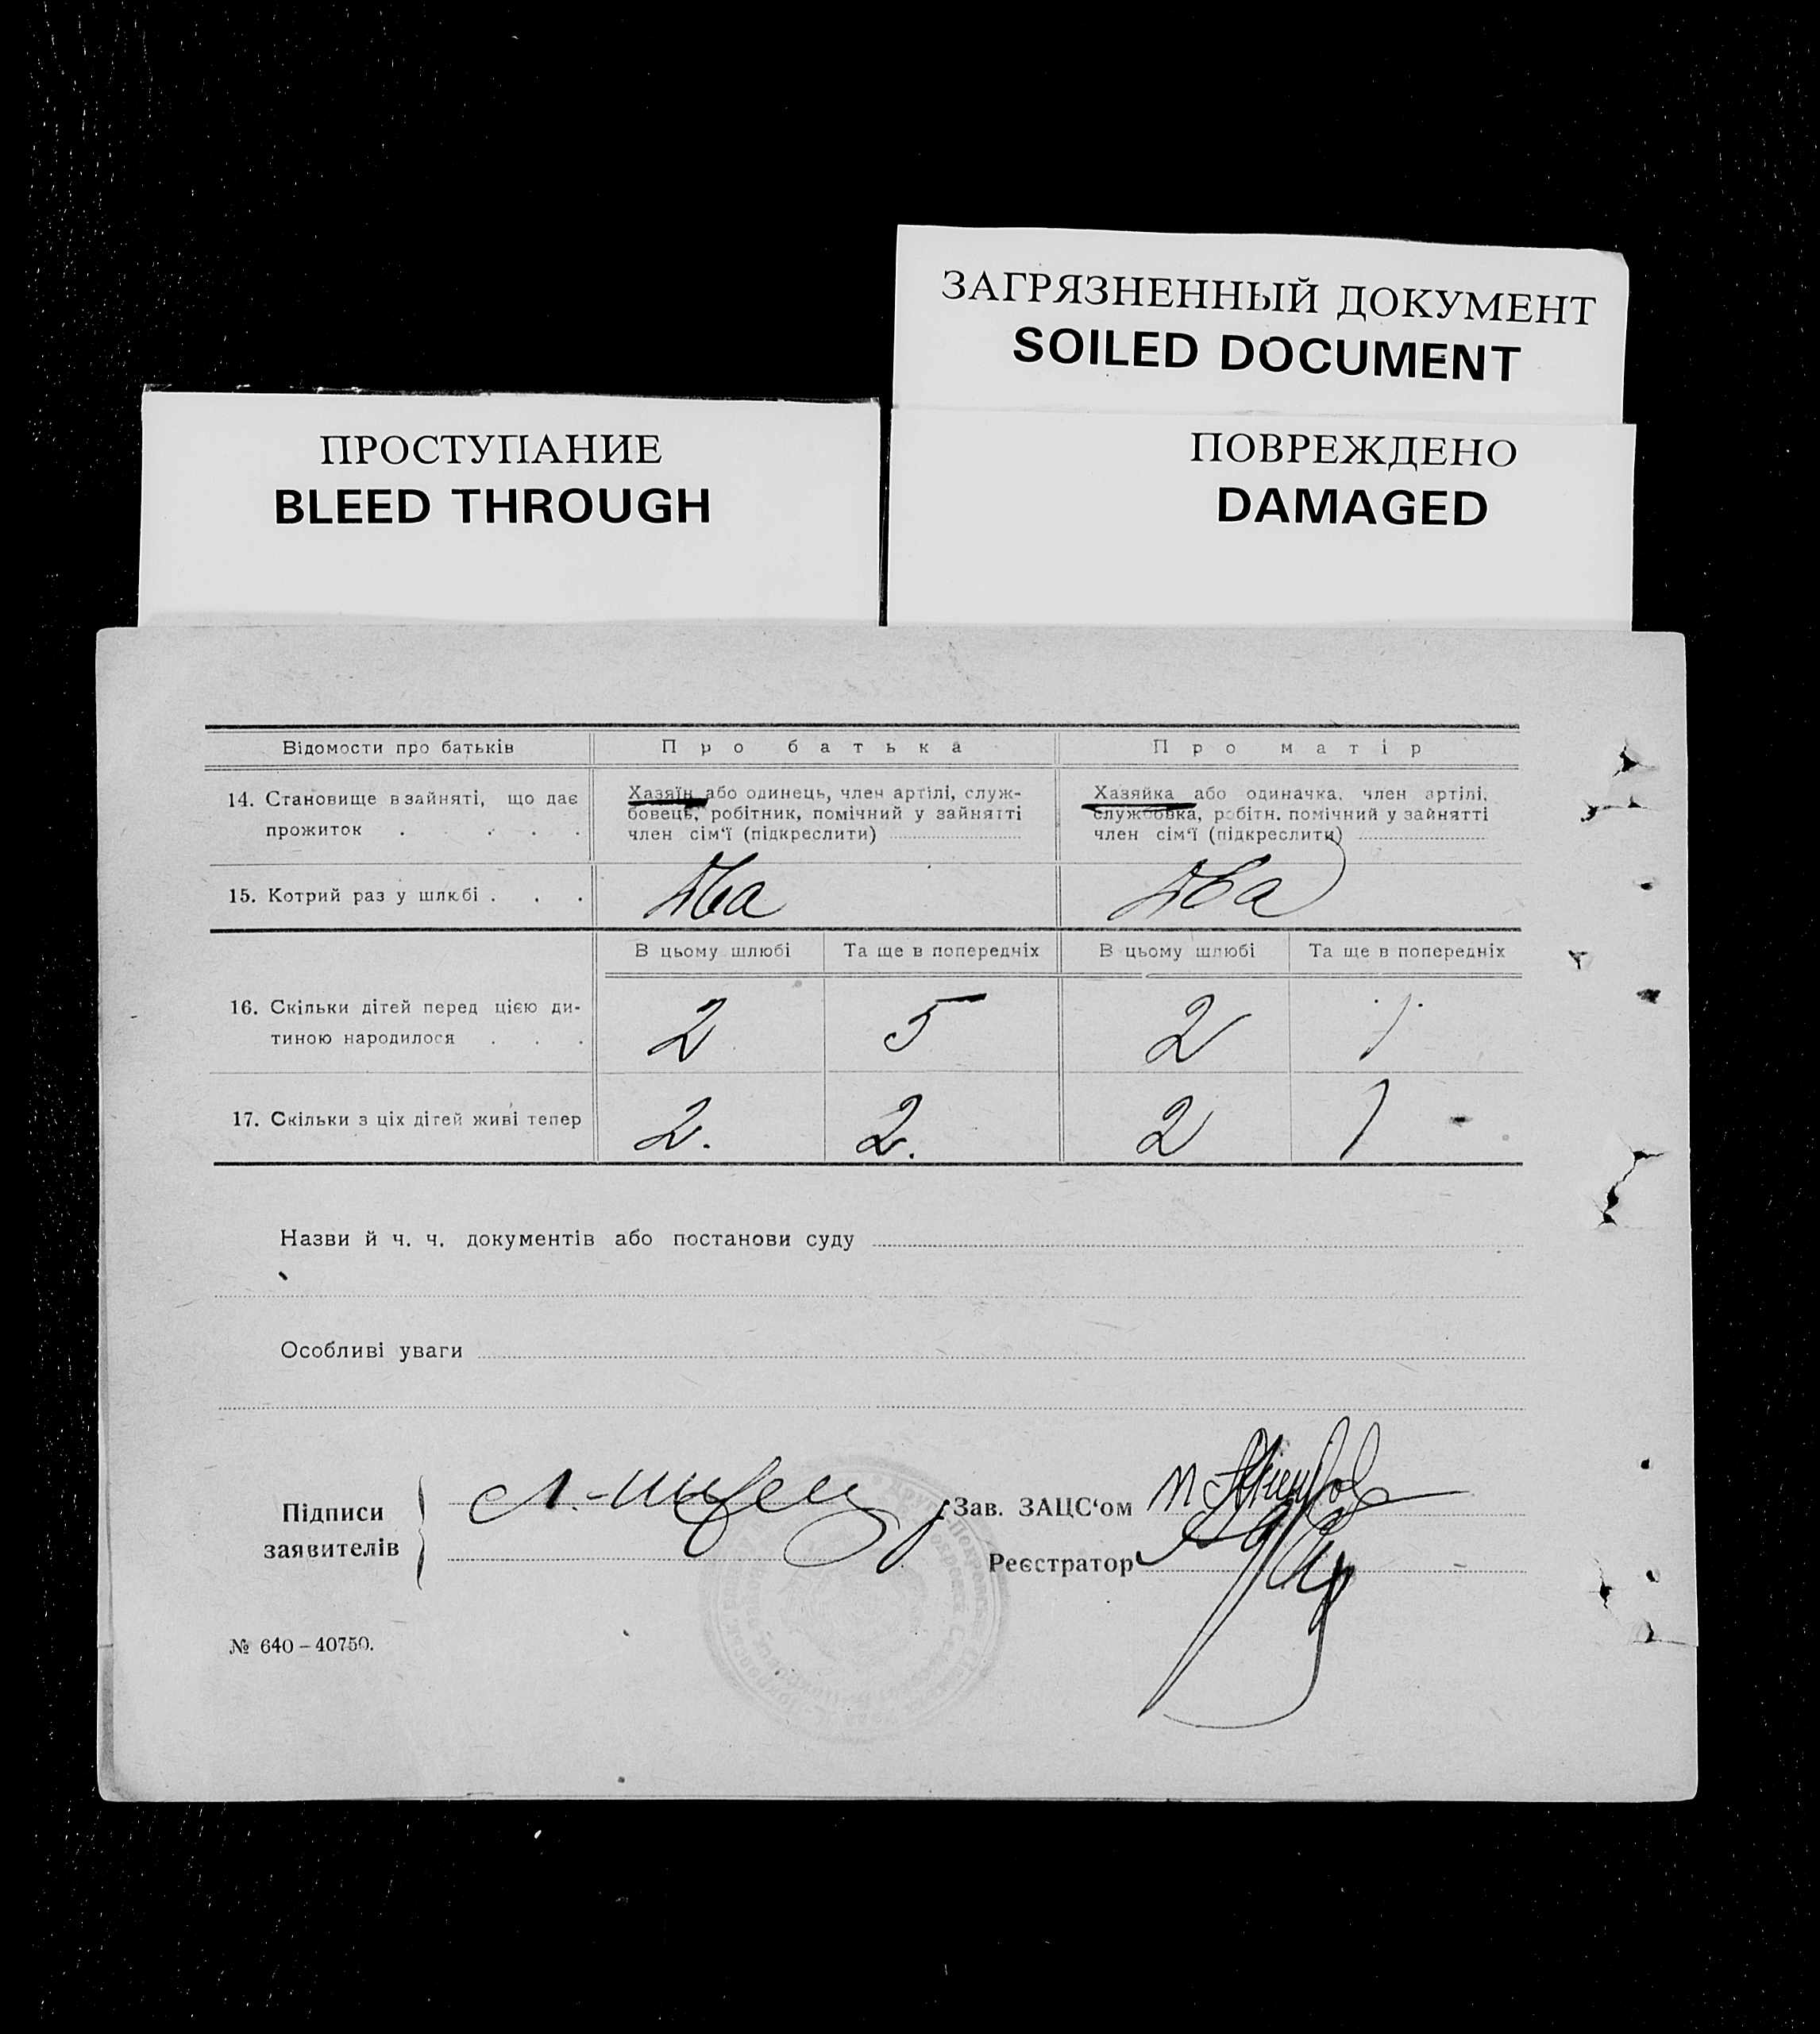 ЗАГРЯЗНЕННЫЙ ДОКУМЕНТ
SOILED DOCUMENT
ПРОСТУПАНИЕ
BLEED THROUGH
ПОВРЕЖДЕНО
DAMAGED
Відомости про батьків Про батька Про матір
14. Становище в зайняті, що дає прожиток . . . .
Хазяїн або одинець, член артілі, служ-
бовець, робітник, помічний у зайнятті
член сім'ї (підкреслити)
Хазяйка або одиначка, член артілі,
службовка, робітн. помічний у зайнятті
член сім'ї (підкреслити)
15. Котрий раз у шлюбі . . . два два
В цьому шлюбі Та ще в попередніх В цьому шлюбі Та ще в попередніх
16. Скільки дітей перед цією ди-
тиною народилося . . . 2 5 2 1
17. Скільки з ціх дітей живі тепер 2. 2. 2 1
Назви й ч. ч. документів або постанови суду
Особливі уваги
Підписи
заявителів
Зав. ЗАЦС'ом
Реєстратор
№ 640-40750.